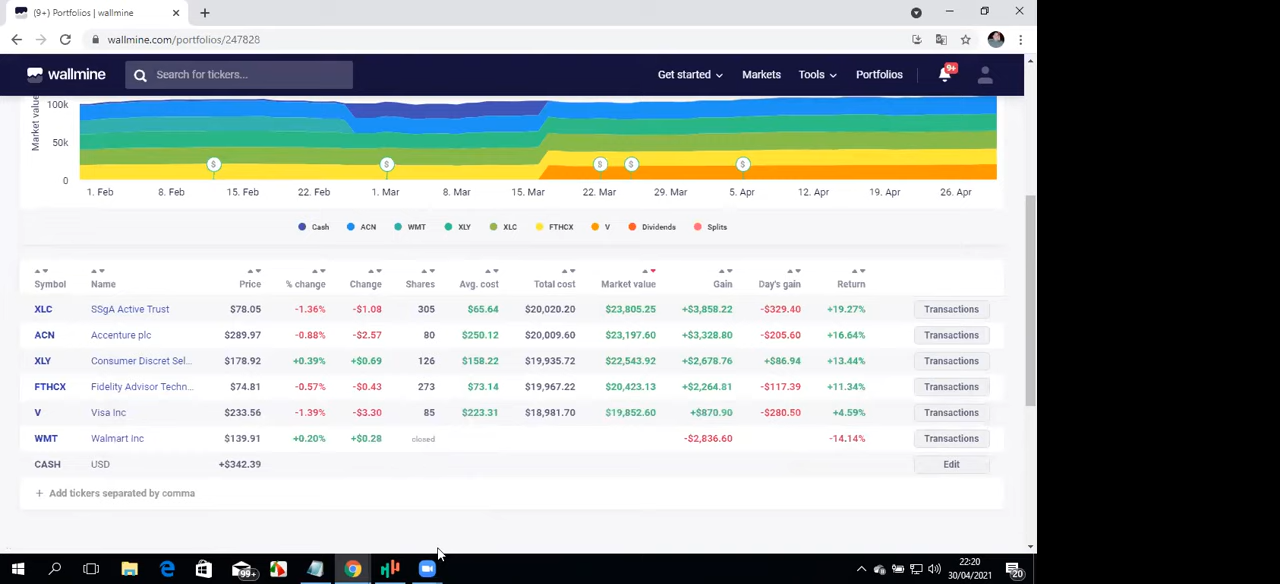 (9+) Portfolios | wallmine
wallmine.com/portfolios/247828
wallmine Search for tickers... Get started Markets Tools Portfolios 9+
Market value
100k
50k
0
1. Feb 8. Feb 15. Feb 22. Feb 1. Mar 8. Mar 15. Mar 22. Mar 29. Mar 5. Apr 12. Apr 19. Apr 26. Apr
Cash ACN WMT XLY XLC FTHCX V Dividends Splits
Symbol Name Price % change Change Shares Avg. cost Total cost Market value Gain Day's gain Return
XLC SSgA Active Trust $78.05 -1.36% -$1.08 305 $65.64 $20,020.20 $23,805.25 +$3,858.22 -$329.40 +19.27% Transactions
ACN Accenture plc $289.97 -0.88% -$2.57 80 $250.12 $20,009.60 $23,197.60 +$3,328.80 -$205.60 +16.64% Transactions
XLY Consumer Discret Sel... $178.92 +0.39% +$0.69 126 $158.22 $19,935.72 $22,543.92 +$2,678.76 +$86.94 +13.44% Transactions
FTHCX Fidelity Advisor Techn... $74.81 -0.57% -$0.43 273 $73.14 $19,967.22 $20,423.13 +$2,264.81 -$117.39 +11.34% Transactions
V Visa Inc $233.56 -1.39% -$3.30 85 $223.31 $18,981.70 $19,852.60 +$870.90 -$280.50 +4.59% Transactions
WMT Walmart Inc $139.91 +0.20% +$0.28 closed -$2,836.60 -14.14% Transactions
CASH USD +$342.39 Edit
+ Add tickers separated by comma
99+
22:20
30/04/2021
20